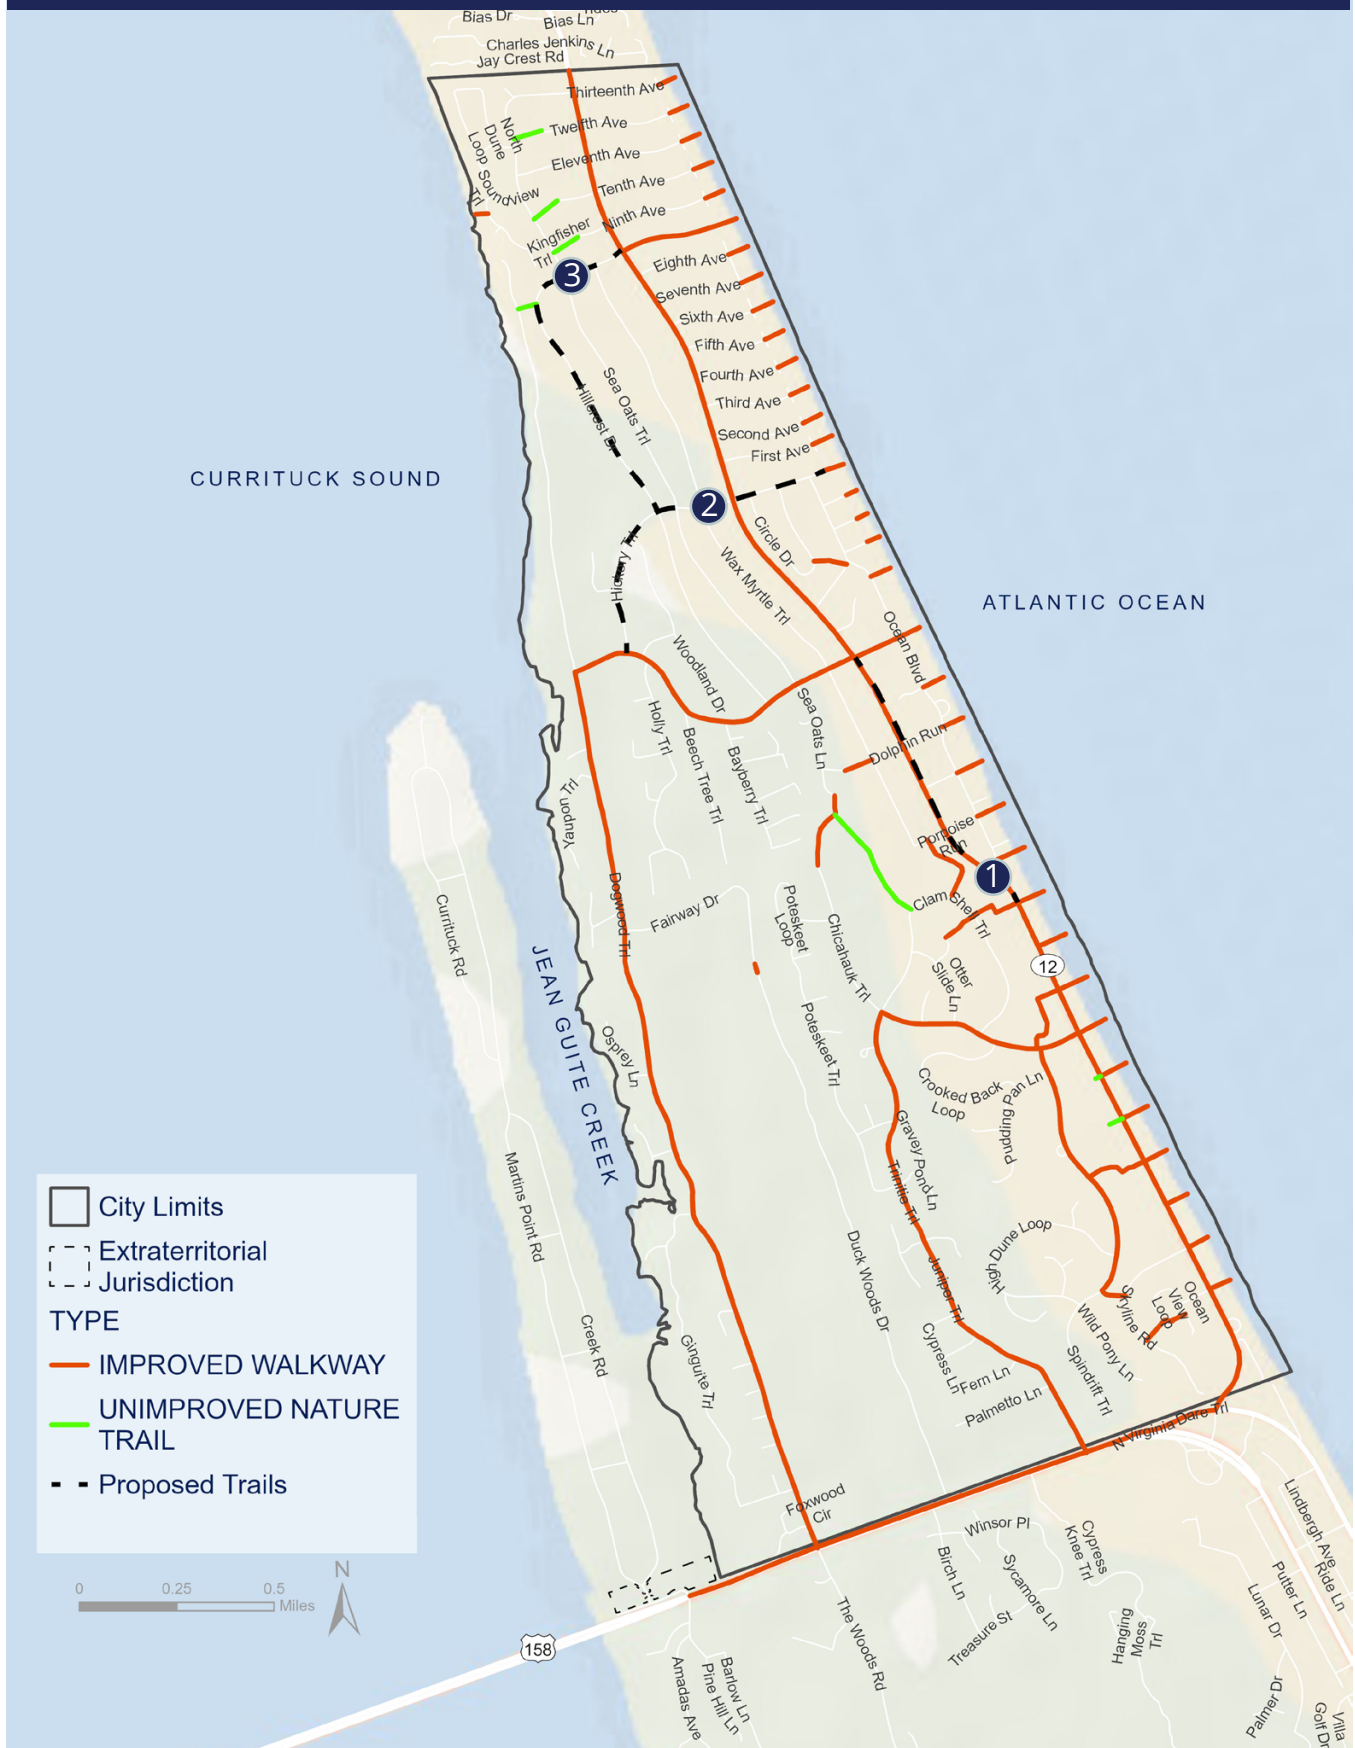 Bias Dr
Bias Ln
Charles Jenkins Ln
Jay Crest Rd
Thirteenth Ave
Twelfth Ave
North
Dune
Loop
Eleventh Ave
Tenth Ave
Soundview
Trl
Ninth Ave
Kingfisher
Trl
3
Eighth Ave
Seventh Ave
Sixth Ave
Fifth Ave
Fourth Ave
Sea Oats Trl
Hillcrest Dr
Third Ave
Second Ave
First Ave
CURRITUCK SOUND
2
Circle Dr
Hickory Trl
Wax Myrtle Trl
ATLANTIC OCEAN
Ocean Blvd
Woodland Dr
Sea Oats Ln
Holly Trl
Beech Tree Trl
Bayberry Trl
Dolphin Run
Yaupon Trl
Porpoise
Run
1
Dogwood Trl
Fairway Dr
Poteskeet
Loop
Clam Shell Trl
Currituck Rd
Chicahauk Trl
JEAN GUITE CREEK
12
Otter
Slide Ln
Poteskeet Trl
Osprey Ln
Crooked Back
Loop
Pudding Pan Ln
Gravey Pond Ln
Trinitie Trl
Martins Point Rd
City Limits
Extraterritorial
Jurisdiction
TYPE
IMPROVED WALKWAY
UNIMPROVED NATURE
TRAIL
Proposed Trails
High Dune Loop
Duck Woods Dr
Juniper Trl
Ocean
View
Loop
Skyline Rd
Wild Pony Ln
Creek Rd
Ginguite Trl
Cypress Ln
Fern Ln
Spindrift Trl
Palmetto Ln
N Virginia Dare Trl
Foxwood
Cir
Winsor Pl
Cypress
Knee Trl
Lindbergh Ave
Ride Ln
N
0 0.25 0.5
Miles
Birch Ln
Sycamore Ln
Putter Ln
Lunar Dr
Treasure St
Hanging
Moss
Trl
The Woods Rd
158
Amadas Ave
Barlow Ln
Pine Hill Ln
Palmer Dr
Villa
Golf Dr